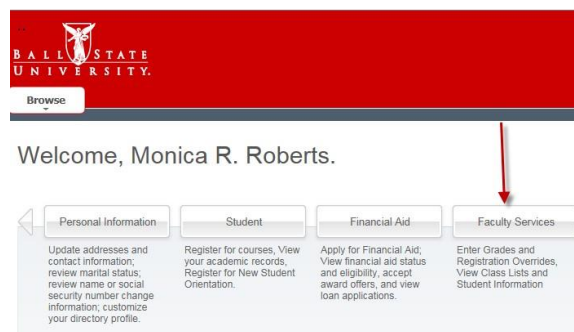 BALL STATE
UNIVERSITY.
Browse
Welcome, Monica R. Roberts.
Personal Information
Update addresses and
contact information;
review marital status;
review name or social
security number change
information; customize
your directory profile.
Student
Register for courses, View
your academic records,
Register for New Student
Orientation.
Financial Aid
Apply for Financial Aid;
View financial aid status
and eligibility, accept
award offers, and view
loan applications.
Faculty Services
Enter Grades and
Registration Overrides,
View Class Lists and
Student Information